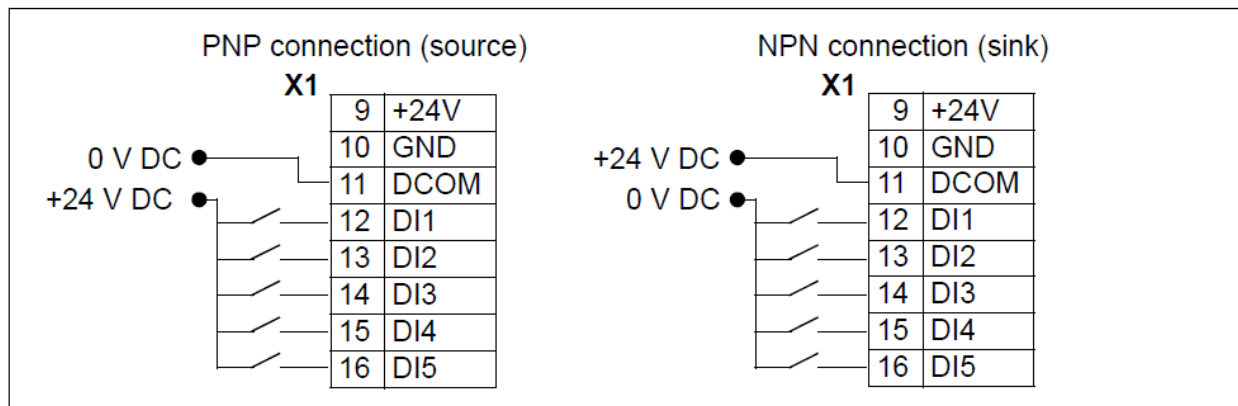 PNP connection (source)
X1
9 +24V
10 GND
0 V DC
11 DCOM
+24 V DC
12 DI1
13 DI2
14 DI3
15 DI4
16 DI5
NPN connection (sink)
X1
9 +24V
10 GND
+24 V DC
11 DCOM
0 V DC
12 DI1
13 DI2
14 DI3
15 DI4
16 DI5